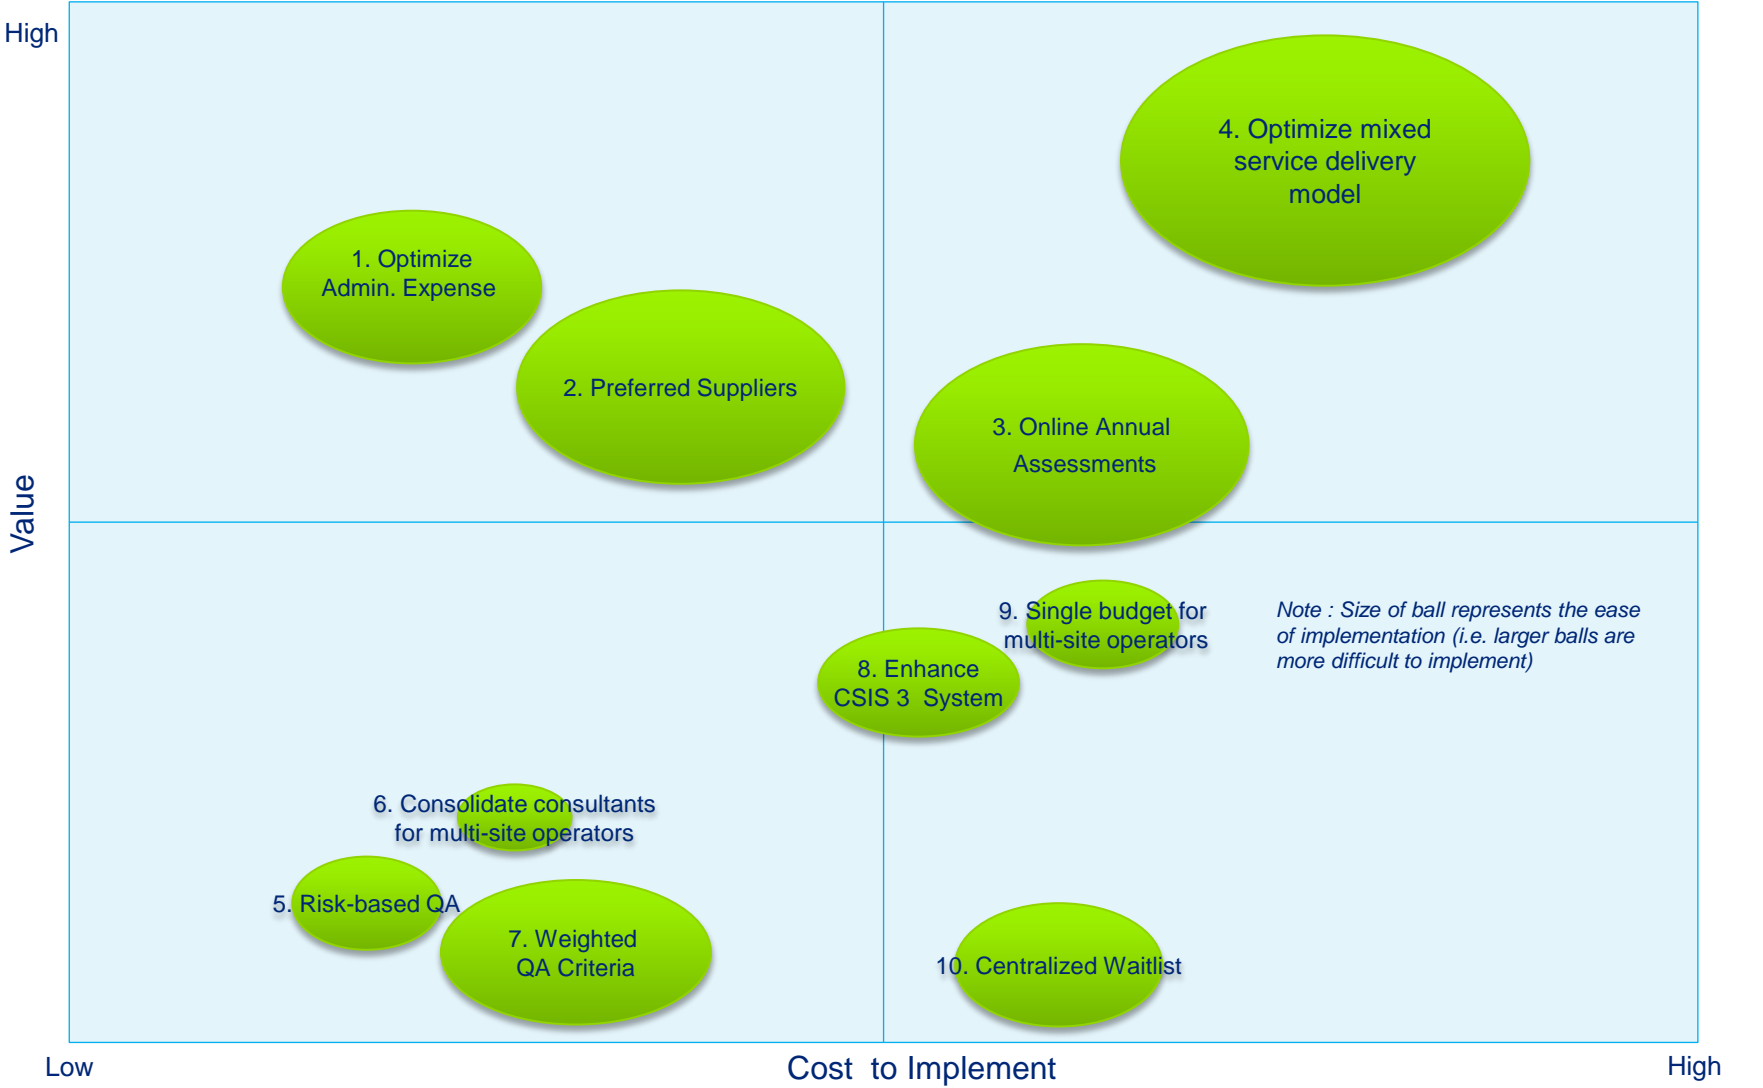 High
4. Optimize mixed
service delivery
model
1. Optimize
Admin. Expense
2. Preferred Suppliers
3. Online Annual
Assessments
Value
9. Single budget for
multi-site operators
Note : Size of ball represents the ease
of implementation (i.e. larger balls are
more difficult to implement)
8. Enhance
CSIS 3  System
6. Consolidate consultants
for multi-site operators
5. Risk-based QA
7. Weighted
QA Criteria
10. Centralized Waitlist
Low
Cost  to Implement
High